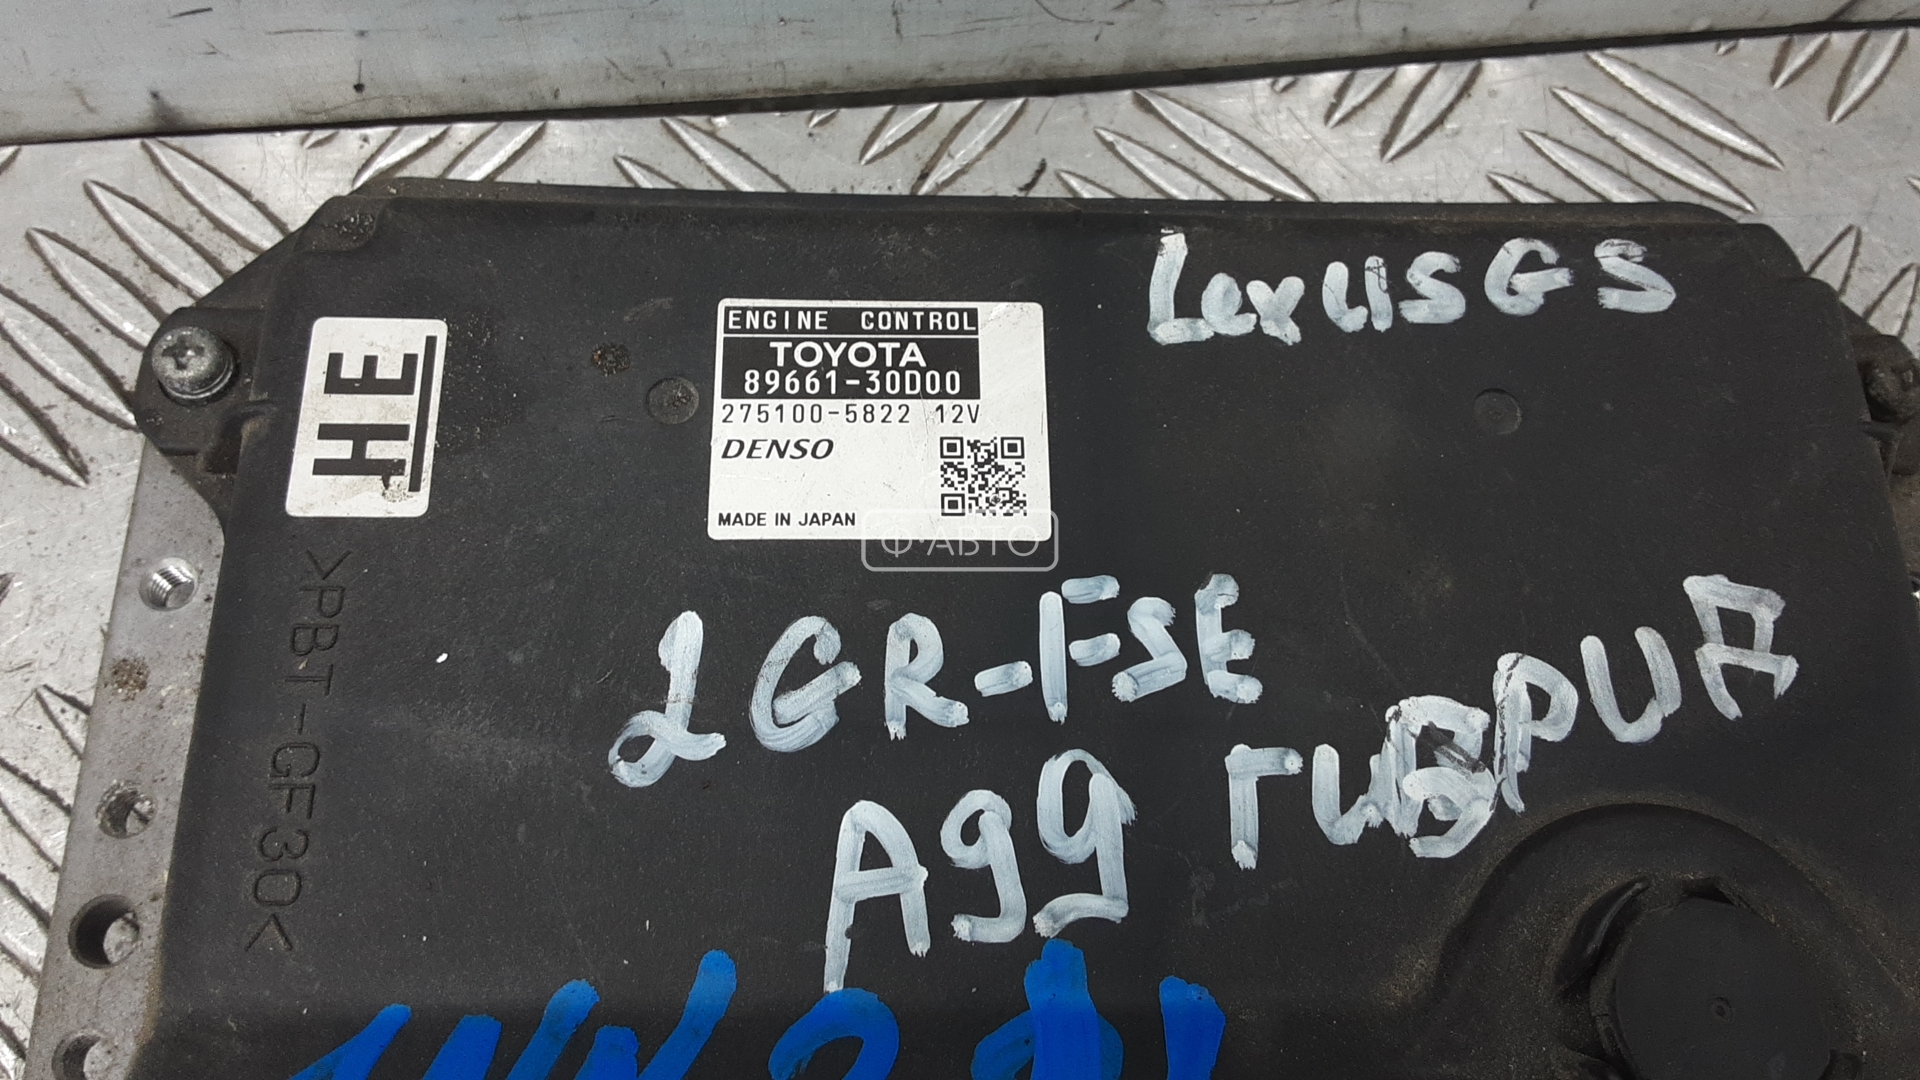 Lexus GS
ENGINE CONTROL
TOYOTA
89661-30D00
275100-5822 12V
DENSO
MADE IN JAPAN
Ф·АВТО
HE
>PBT-GF30<
2GR-FSE
A99 ГИБРИД